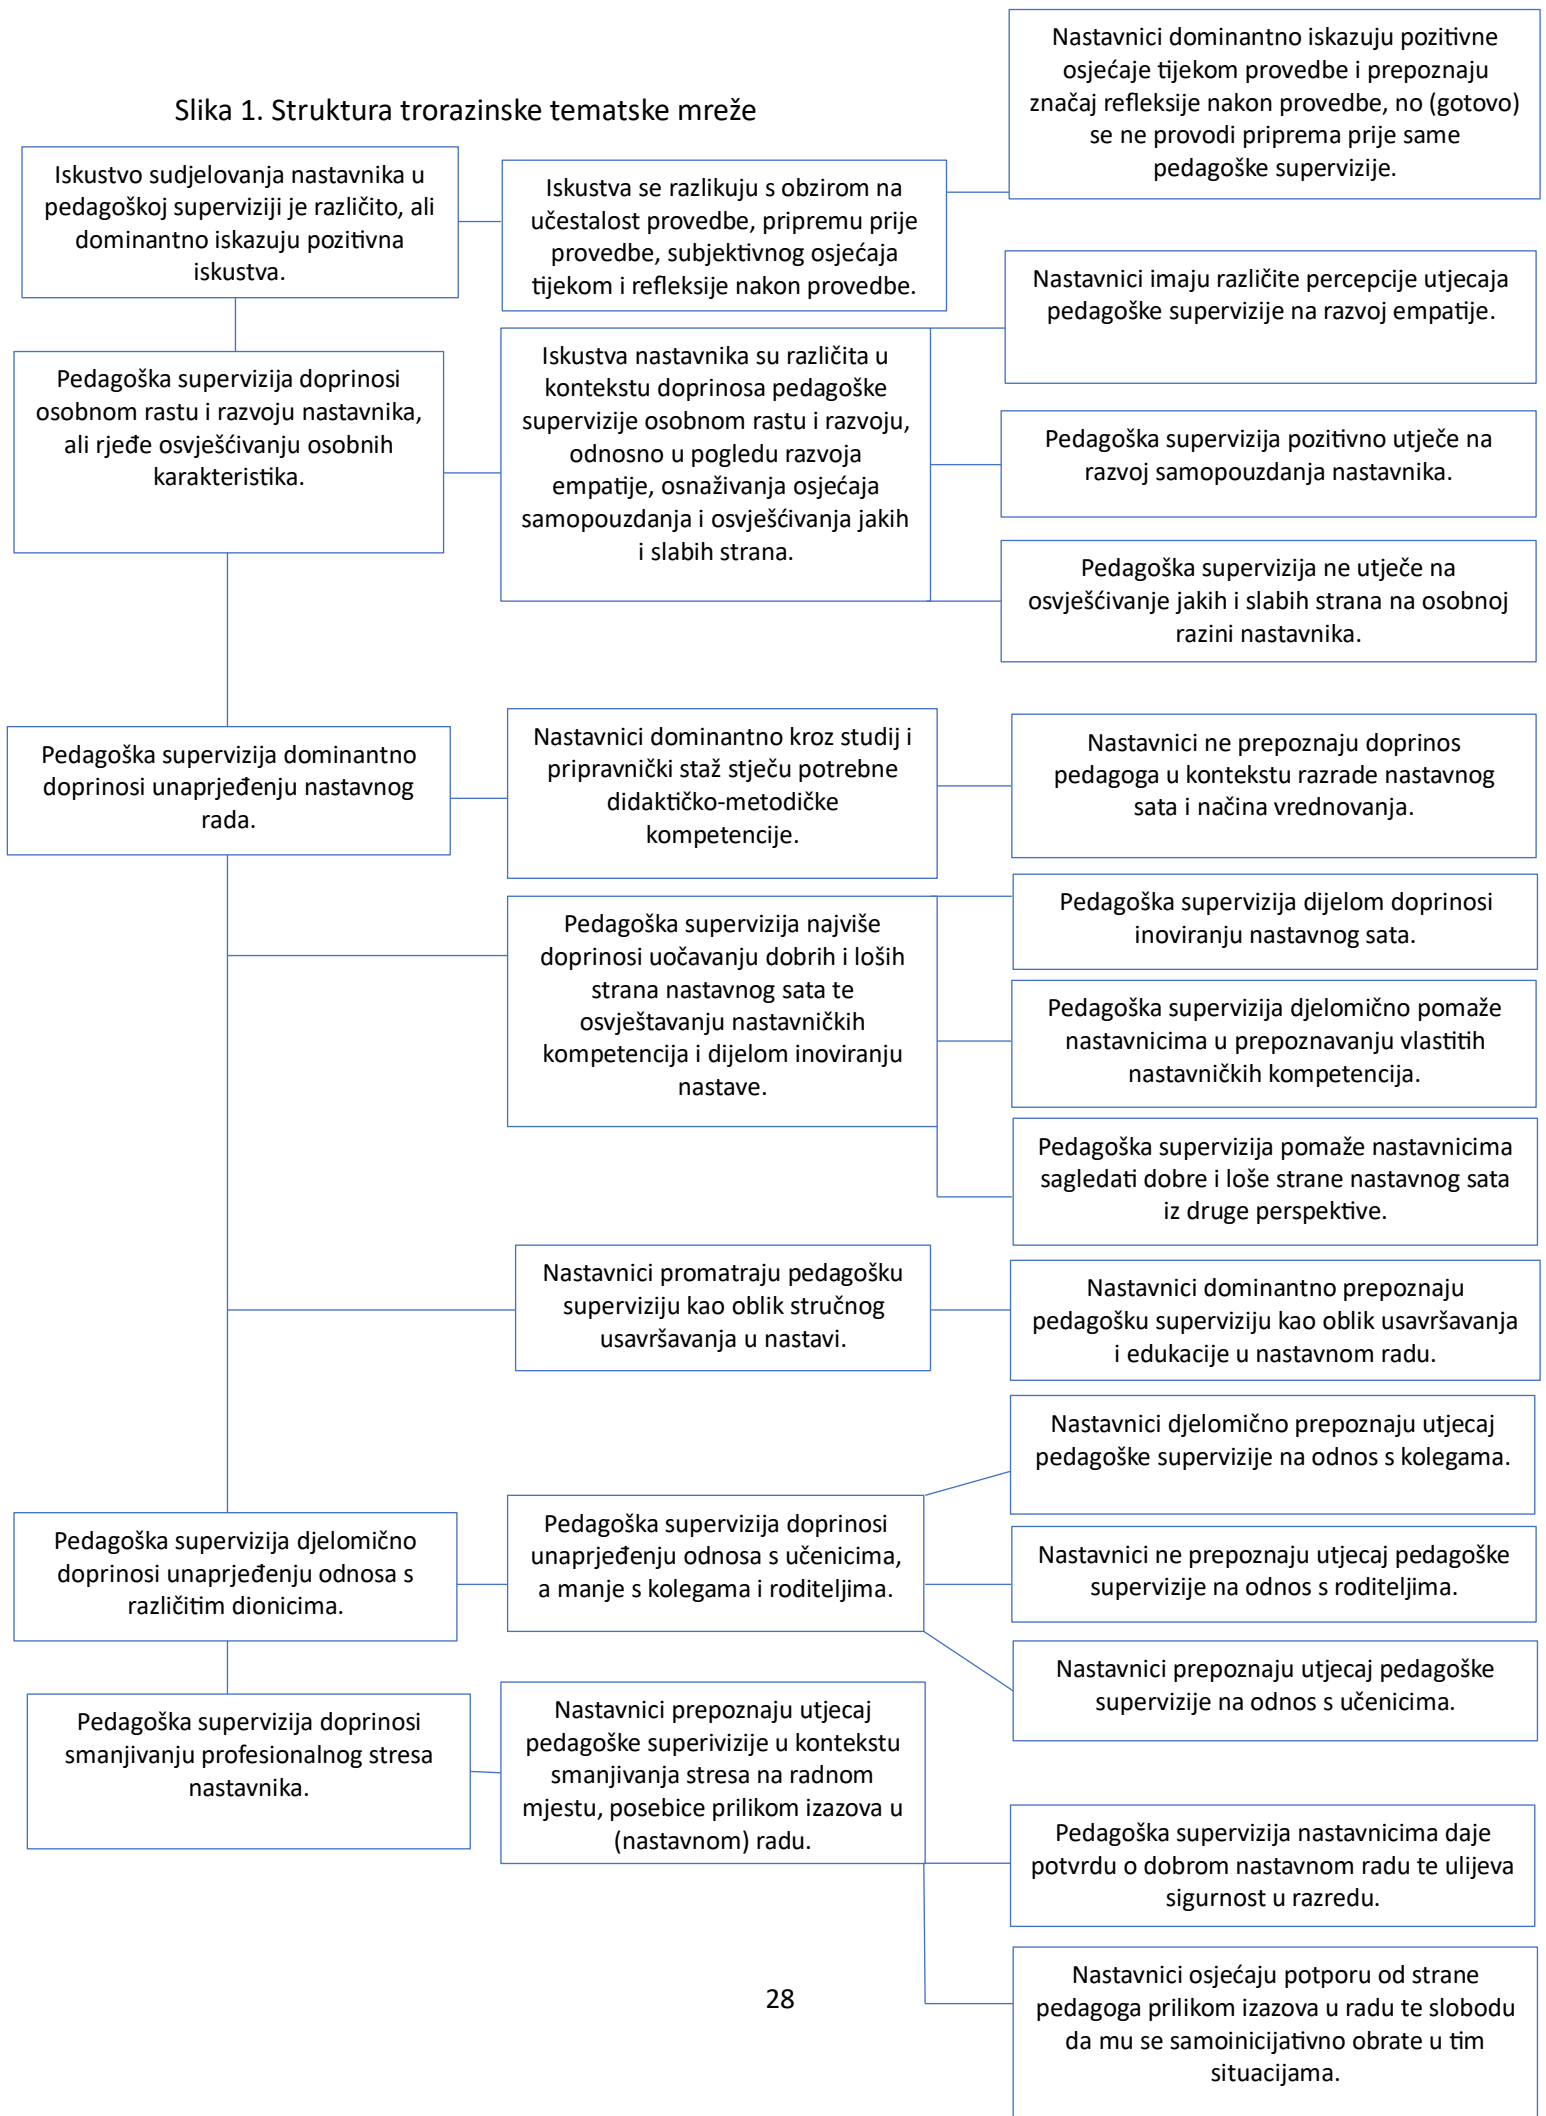 Slika 1. Struktura trorazinske tematske mreže
Iskustvo sudjelovanja nastavnika u
pedagoškoj superviziji je različito, ali
dominantno iskazuju pozitivna
iskustva.
Iskustva se razlikuju s obzirom na
učestalost provedbe, pripremu prije
provedbe, subjektivnog osjećaja
tijekom i refleksije nakon provedbe.
Nastavnici dominantno iskazuju pozitivne
osjećaje tijekom provedbe i prepoznaju
značaj refleksije nakon provedbe, no (gotovo)
se ne provodi priprema prije same
pedagoške supervizije.
Pedagoška supervizija doprinosi
osobnom rastu i razvoju nastavnika,
ali rjeđe osvješćivanju osobnih
karakteristika.
Iskustva nastavnika su različita u
kontekstu doprinosa pedagoške
supervizije osobnom rastu i razvoju,
odnosno u pogledu razvoja
empatije, osnaživanja osjećaja
samopouzdanja i osvješćivanja jakih
i slabih strana.
Nastavnici imaju različite percepcije utjecaja
pedagoške supervizije na razvoj empatije.
Pedagoška supervizija pozitivno utječe na
razvoj samopouzdanja nastavnika.
Pedagoška supervizija ne utječe na
osvješćivanje jakih i slabih strana na osobnoj
razini nastavnika.
Pedagoška supervizija dominantno
doprinosi unaprjeđenju nastavnog
rada.
Nastavnici dominantno kroz studij i
pripravnički staž stječu potrebne
didaktičko-metodičke
kompetencije.
Nastavnici ne prepoznaju doprinos
pedagoga u kontekstu razrade nastavnog
sata i načina vrednovanja.
Pedagoška supervizija najviše
doprinosi uočavanju dobrih i loših
strana nastavnog sata te
osvještavanju nastavničkih
kompetencija i dijelom inoviranju
nastave.
Pedagoška supervizija dijelom doprinosi
inoviranju nastavnog sata.
Pedagoška supervizija djelomično pomaže
nastavnicima u prepoznavanju vlastitih
nastavničkih kompetencija.
Pedagoška supervizija pomaže nastavnicima
sagledati dobre i loše strane nastavnog sata
iz druge perspektive.
Nastavnici promatraju pedagošku
superviziju kao oblik stručnog
usavršavanja u nastavi.
Nastavnici dominantno prepoznaju
pedagošku superviziju kao oblik usavršavanja
i edukacije u nastavnom radu.
Pedagoška supervizija djelomično
doprinosi unaprjeđenju odnosa s
različitim dionicima.
Pedagoška supervizija doprinosi
unaprjeđenju odnosa s učenicima,
a manje s kolegama i roditeljima.
Nastavnici djelomično prepoznaju utjecaj
pedagoške supervizije na odnos s kolegama.
Nastavnici ne prepoznaju utjecaj pedagoške
supervizije na odnos s roditeljima.
Nastavnici prepoznaju utjecaj pedagoške
supervizije na odnos s učenicima.
Pedagoška supervizija doprinosi
smanjivanju profesionalnog stresa
nastavnika.
Nastavnici prepoznaju utjecaj
pedagoške superivizije u kontekstu
smanjivanja stresa na radnom
mjestu, posebice prilikom izazova u
(nastavnom) radu.
Pedagoška supervizija nastavnicima daje
potvrdu o dobrom nastavnom radu te ulijeva
sigurnost u razredu.
Nastavnici osjećaju potporu od strane
pedagoga prilikom izazova u radu te slobodu
da mu se samoinicijativno obrate u tim
situacijama.
28